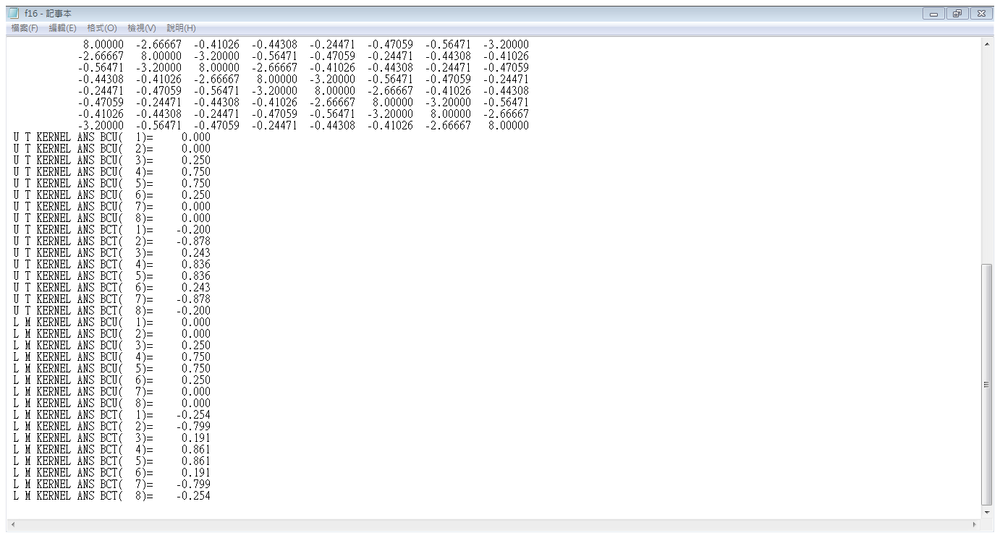 f16 - 記事本
檔案(F) 編輯(E) 格式(O) 檢視(V) 說明(H)
8.00000 -2.66667 -0.41026 -0.44308 -0.24471 -0.47059 -0.56471 -3.20000
-2.66667 8.00000 -3.20000 -0.56471 -0.47059 -0.24471 -0.44308 -0.41026
-0.56471 -3.20000 8.00000 -2.66667 -0.41026 -0.44308 -0.24471 -0.47059
-0.44308 -0.41026 -2.66667 8.00000 -3.20000 -0.56471 -0.47059 -0.24471
-0.24471 -0.47059 -0.56471 -3.20000 8.00000 -2.66667 -0.41026 -0.44308
-0.47059 -0.24471 -0.44308 -0.41026 -2.66667 8.00000 -3.20000 -0.56471
-0.41026 -0.44308 -0.24471 -0.47059 -0.56471 -3.20000 8.00000 -2.66667
-3.20000 -0.56471 -0.47059 -0.24471 -0.44308 -0.41026 -2.66667 8.00000
U T KERNEL ANS BCU( 1)= 0.000
U T KERNEL ANS BCU( 2)= 0.000
U T KERNEL ANS BCU( 3)= 0.250
U T KERNEL ANS BCU( 4)= 0.750
U T KERNEL ANS BCU( 5)= 0.750
U T KERNEL ANS BCU( 6)= 0.250
U T KERNEL ANS BCU( 7)= 0.000
U T KERNEL ANS BCU( 8)= 0.000
U T KERNEL ANS BCT( 1)= -0.200
U T KERNEL ANS BCT( 2)= -0.878
U T KERNEL ANS BCT( 3)= 0.243
U T KERNEL ANS BCT( 4)= 0.836
U T KERNEL ANS BCT( 5)= 0.836
U T KERNEL ANS BCT( 6)= 0.243
U T KERNEL ANS BCT( 7)= -0.878
U T KERNEL ANS BCT( 8)= -0.200
L M KERNEL ANS BCU( 1)= 0.000
L M KERNEL ANS BCU( 2)= 0.000
L M KERNEL ANS BCU( 3)= 0.250
L M KERNEL ANS BCU( 4)= 0.750
L M KERNEL ANS BCU( 5)= 0.750
L M KERNEL ANS BCU( 6)= 0.250
L M KERNEL ANS BCU( 7)= 0.000
L M KERNEL ANS BCU( 8)= 0.000
L M KERNEL ANS BCT( 1)= -0.254
L M KERNEL ANS BCT( 2)= -0.799
L M KERNEL ANS BCT( 3)= 0.191
L M KERNEL ANS BCT( 4)= 0.861
L M KERNEL ANS BCT( 5)= 0.861
L M KERNEL ANS BCT( 6)= 0.191
L M KERNEL ANS BCT( 7)= -0.799
L M KERNEL ANS BCT( 8)= -0.254